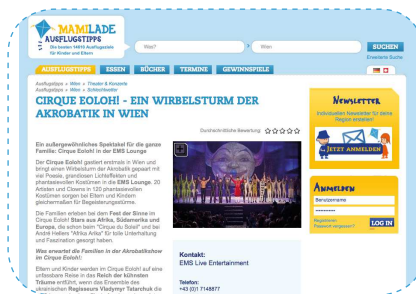 MAMILADE
AUSFLUGSTIPPS
Die besten 14610 Ausflugsziele
für Kinder und Eltern
Was?
Wien
SUCHEN
Erweiterte Suche
AUSFLUGSTIPPS
ESSEN
BÜCHER
TERMINE
GEWINNSPIELE
Ausflugstipps » Wien » Theater & Konzerte
Ausflugstipps » Wien » Schlechtwetter
CIRQUE EOLOH! - EIN WIRBELSTURM DER
AKROBATIK IN WIEN
Durchschnittliche Bewertung:
Ein außergewöhnliches Spektakel für die ganze
Familie: Cirque Eoloh! in der EMS Lounge
Der Cirque Eoloh! gastiert erstmals in Wien und
bringt einen Wirbelsturm der Akrobatik gepaart mit
viel Poesie, grandiosen Lichteffekten und
phantasievollen Kostümen in die EMS Lounge. 20
Artisten und Clowns in 120 phantasievollen
Kostümen sorgen bei Eltern und Kindern
gleichermaßen für Begeisterungsstürme.
Die Familien erleben bei dem Fest der Sinne im
Cirque Eoloh! Stars aus Afrika, Südamerika und
Europa, die schon beim "Cirque du Soleil" und bei
André Hellers "Afrika Afrika" für tolle Unterhaltung
und Faszination gesorgt haben.
Was erwartet die Familien in der Akrobatikshow
im Cirque Eoloh!:
Eltern und Kinder werden im Cirque Eoloh! auf eine
unfassbare Reise in das Reich der kühnsten
Träume entführt, wenn das Ensemble des
ukrainischen Regisseurs Vladymyr Tatarchuk die
Kontakt:
EMS Live Entertainment
Telefon:
+43 (0)1 7148877
NEWSLETTER
Individuellen Newsletter für deine
Region erstellen!
JETZT ANMELDEN
ANMELDEN
Benutzername
Registrieren
Passwort vergessen?
LOG IN